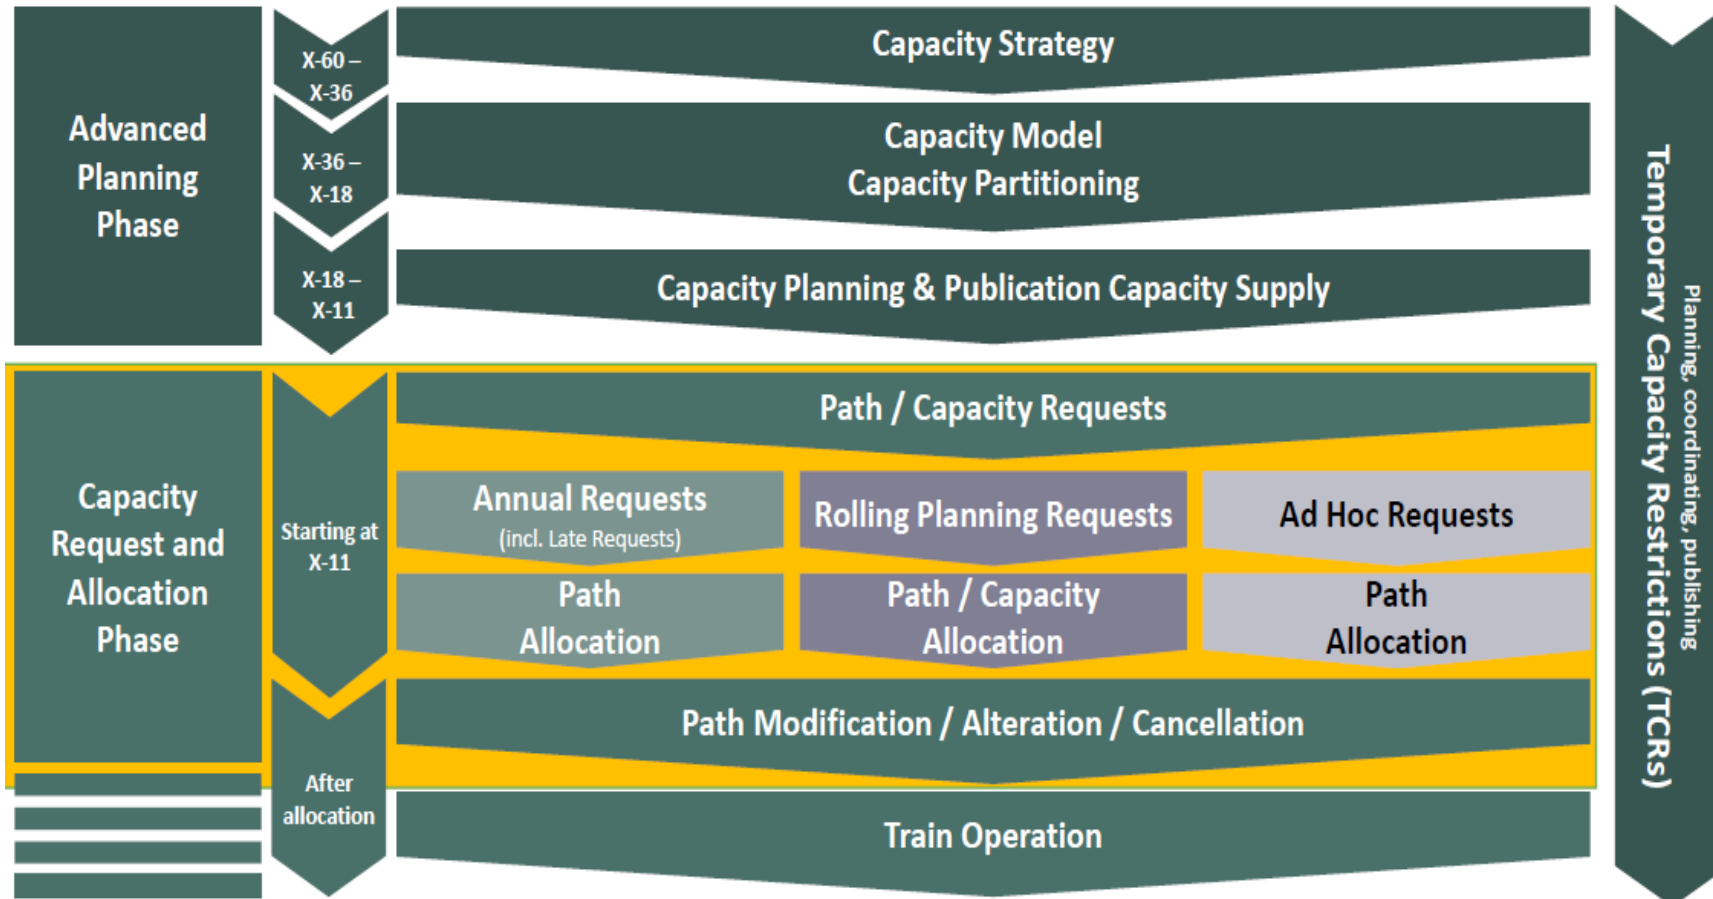 Advanced
Planning
Phase
X-60 –
X-36
X-36 –
X-18
X-18 –
X-11
Capacity Strategy
Capacity Model
Capacity Partitioning
Capacity Planning & Publication Capacity Supply
Capacity
Request and
Allocation
Phase
Starting at
X-11
After
allocation
Path / Capacity Requests
Annual Requests
(incl. Late Requests)
Rolling Planning Requests
Ad Hoc Requests
Path
Allocation
Path / Capacity
Allocation
Path
Allocation
Path Modification / Alteration / Cancellation
Train Operation
Temporary Capacity Restrictions (TCRs)
Planning, coordinating, publishing